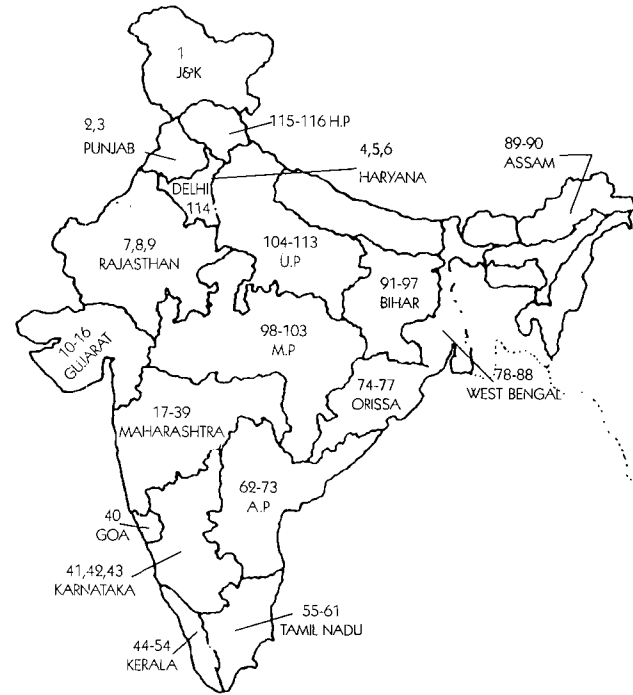 1
J&K
2,3
PUNJAB
115-116 H.P
4,5,6
HARYANA
89-90
ASSAM
DELHI
114
7,8,9
RAJASTHAN
104-113
U.P
91-97
BIHAR
10-16
GUJARAT
98-103
M.P
74-77
ORISSA
78-88
WEST BENGAL
17-39
MAHARASHTRA
62-73
A.P
40
GOA
41,42,43
KARNATAKA
55-61
TAMIL NADU
44-54
KERALA